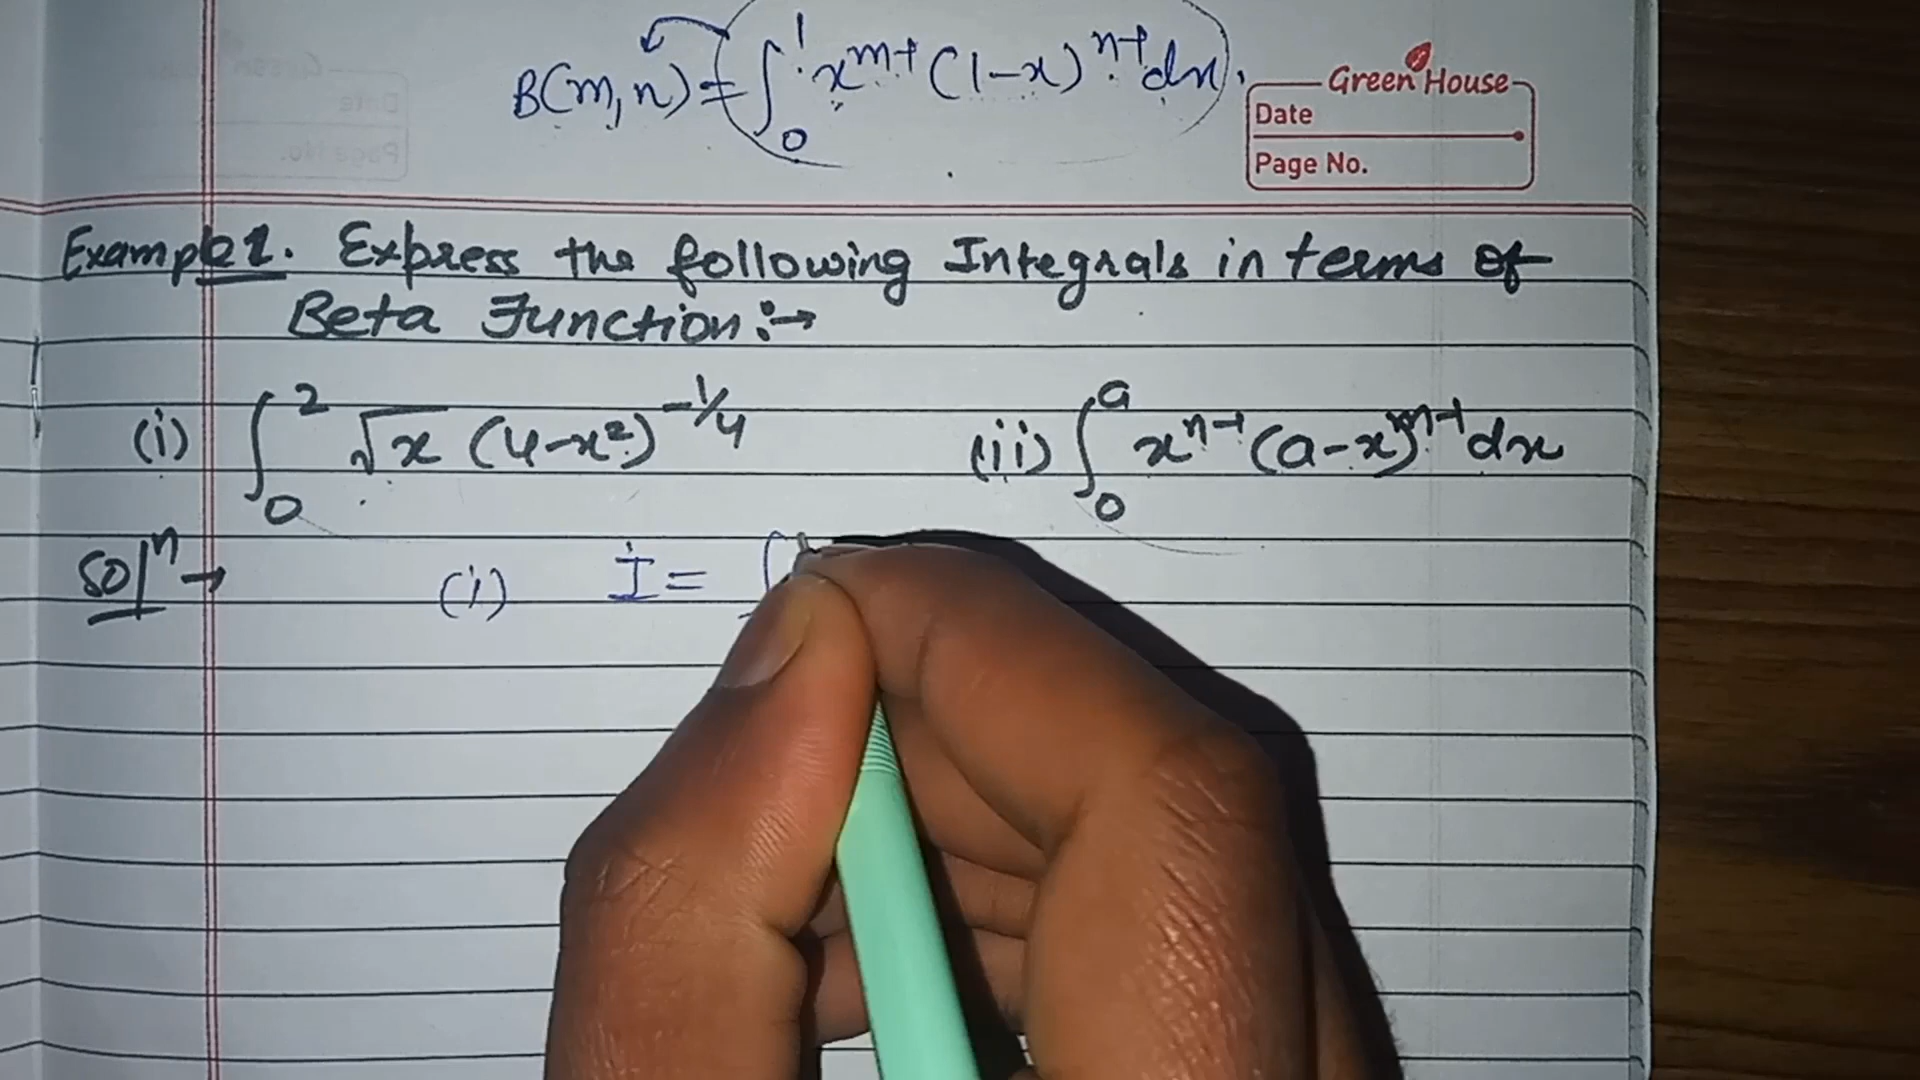 B(m,n) = ∫₀¹ x^{m-1} (1-x)^{n-1} dx.
Green House
Date
Page No.
Example 1. Express the following Integrals in terms of
Beta Function:→
(i) ∫₀² √x (4-x²)^{-1/4} (ii) ∫₀ᵃ x^{n-1} (a-x)^{m-1} dx
Solⁿ→ (i) I = ∫